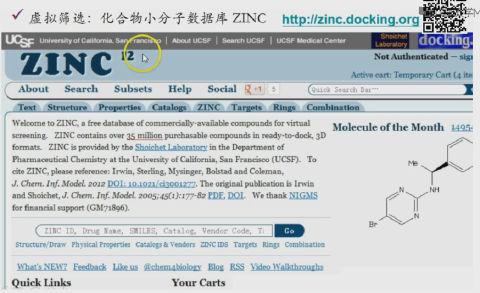 ✓ 虚拟筛选：化合物小分子数据库 ZINC http://zinc.docking.org
UCSF University of California, San Francisco | About UCSF | Search UCSF | UCSF Medical Center
Shoichet Laboratory
docking.
ZINC 12
Not Authenticated — sign
Active cart: Temporary Cart (4 ite
About Search Subsets Help Social +1 5
Quick Search Bar
Text Structure Properties Catalogs ZINC Targets Rings Combination
Welcome to ZINC, a free database of commercially-available compounds for virtual
screening. ZINC contains over 35 million purchasable compounds in ready-to-dock, 3D
formats. ZINC is provided by the Shoichet Laboratory in the Department of
Pharmaceutical Chemistry at the University of California, San Francisco (UCSF). To
cite ZINC, please reference: Irwin, Sterling, Mysinger, Bolstad and Coleman,
J. Chem. Inf. Model. 2012 DOI: 10.1021/ci3001277. The original publication is Irwin
and Shoichet, J. Chem. Inf. Model. 2005;45(1):177-82 PDF, DOI. We thank NIGMS
for financial support (GM71896).
Molecule of the Month
Me
NH
N
N
Br
ZINC ID, Drug Name, SMILES, Catalog, Vendor Code, T Go
Structure/Draw Physical Properties Catalogs & Vendors ZINC IDS Targets Rings Combination
What's NEW? Feedback Like us @chem4biology Blog RSS Video Walkthroughs
Quick Links Your Carts